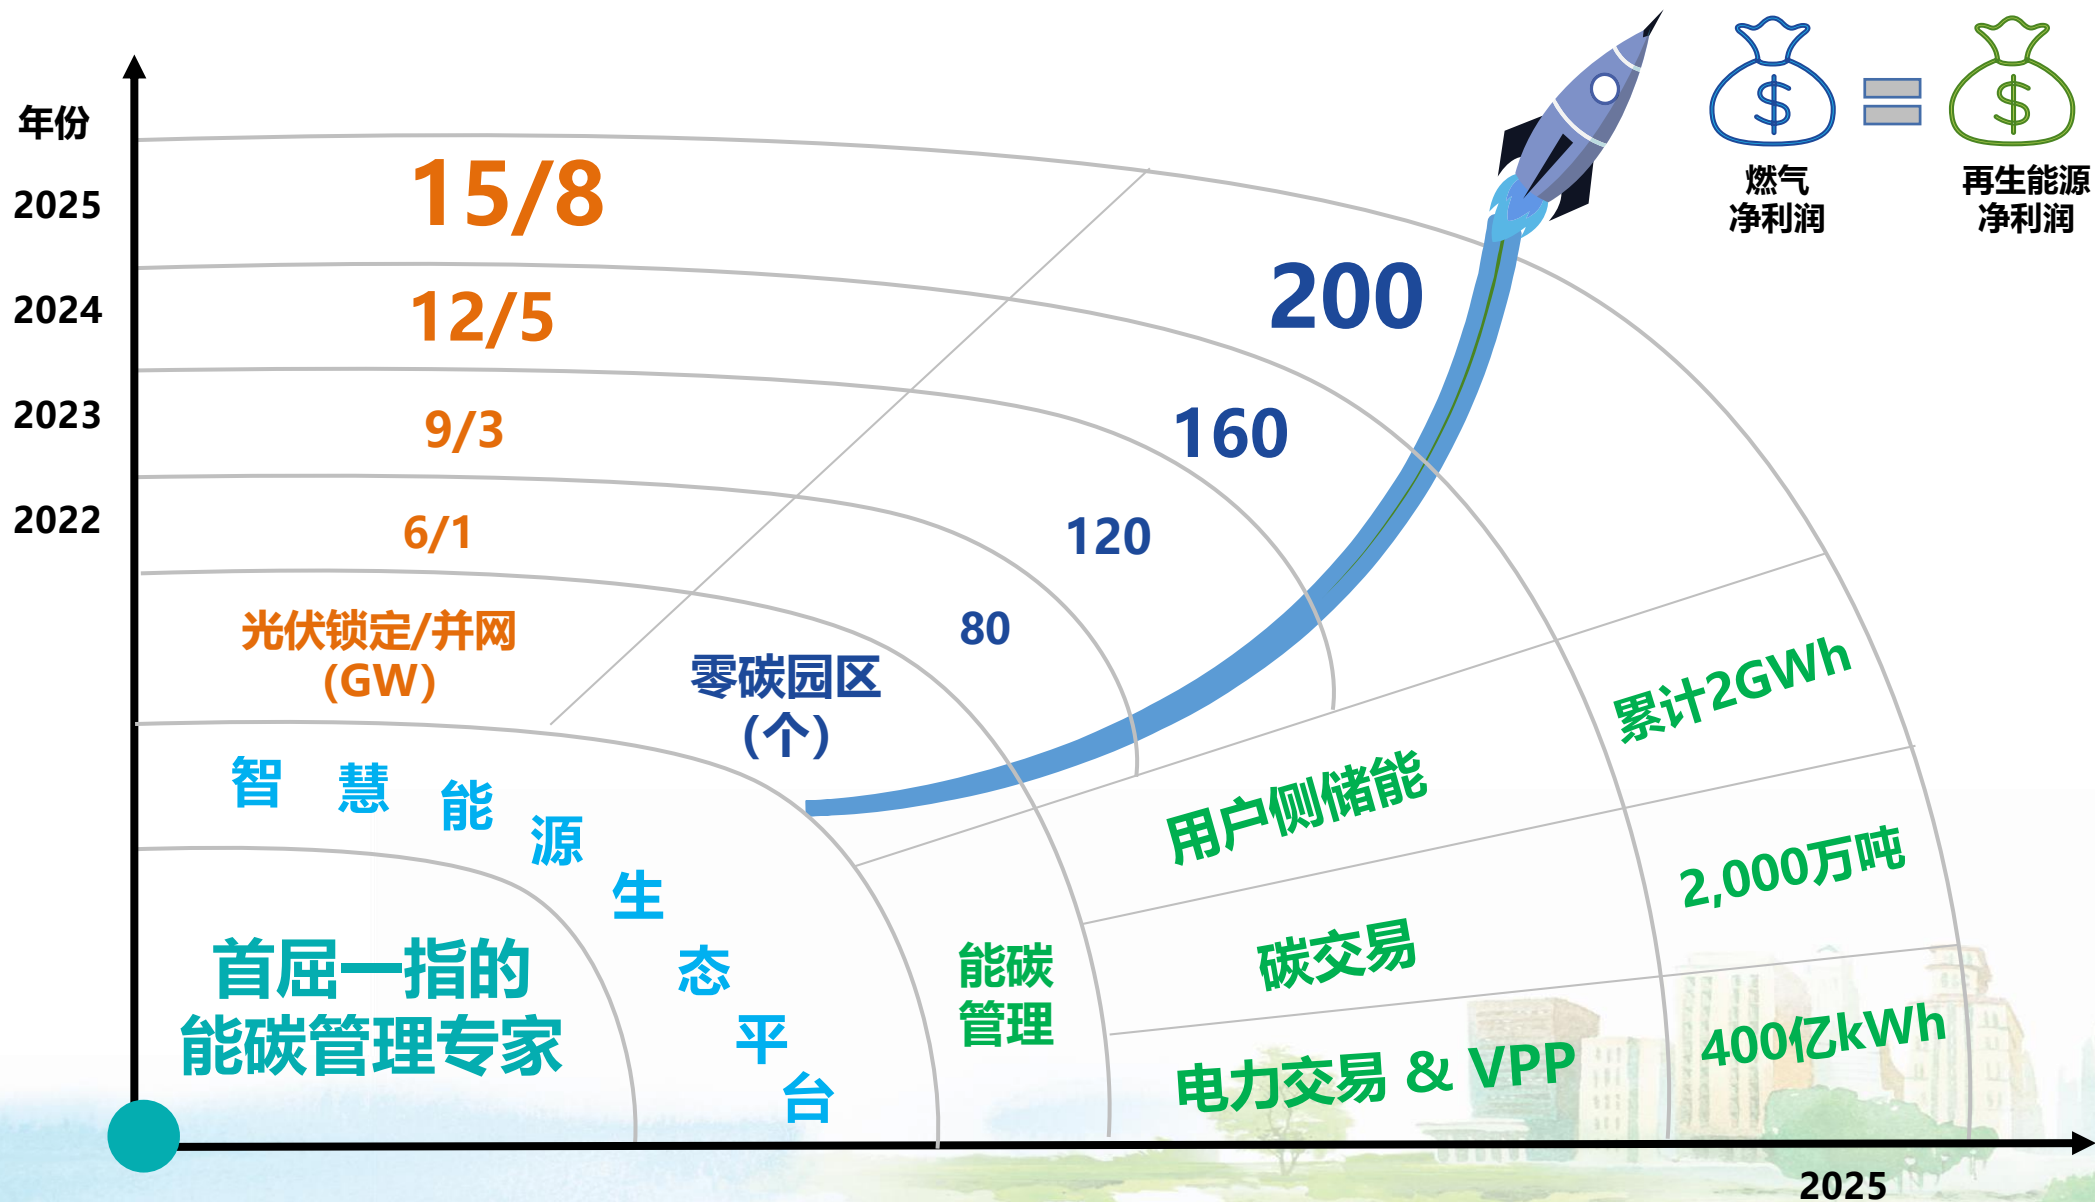 年份
2025
2024
2023
2022
15/8
12/5
9/3
6/1
光伏锁定/并网
(GW)
200
160
120
80
零碳园区
(个)
$
$
燃气
净利润
再生能源
净利润
智慧能源生态平台
首屈一指的
能碳管理专家
能碳
管理
用户侧储能
累计2GWh
碳交易
2,000万吨
电力交易 & VPP
400亿kWh
2025